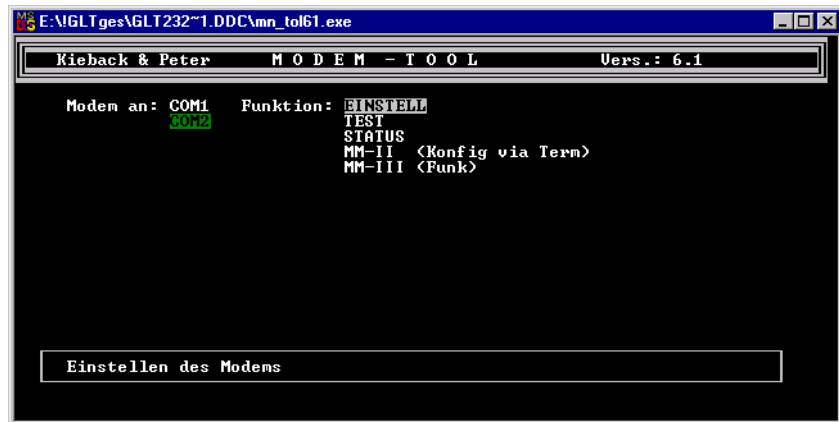 E:\!GLTges\GLT232~1.DDC\mn_tol61.exe
Kieback & Peter M O D E M - T O O L Vers.: 6.1
Modem an: COM1 Funktion: EINSTELL
COM2 TEST
STATUS
MM-II (Konfig via Term)
MM-III (Funk)
Einstellen des Modems